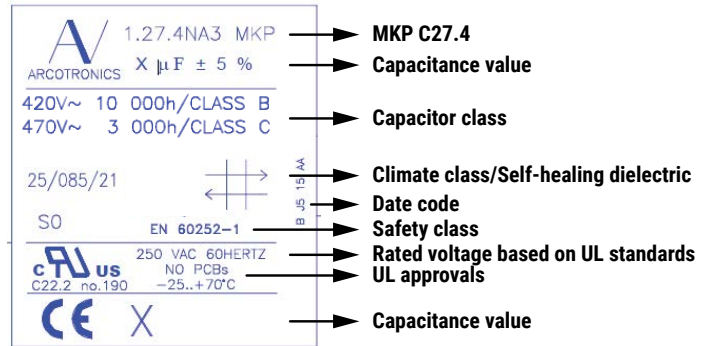 1.27.4NA3 MKP
MKP C27.4
ARCOTRONICS
X μF ± 5 %
Capacitance value
420V~ 10 000h/CLASS B
470V~ 3 000h/CLASS C
Capacitor class
25/085/21
Climate class/Self-healing dielectric
B J5 15 AA
Date code
S0
EN 60252-1
Safety class
250 VAC 60HERTZ
Rated voltage based on UL standards
c RU US
NO PCBs
UL approvals
C22.2 no.190
-25..+70°C
CE X
Capacitance value